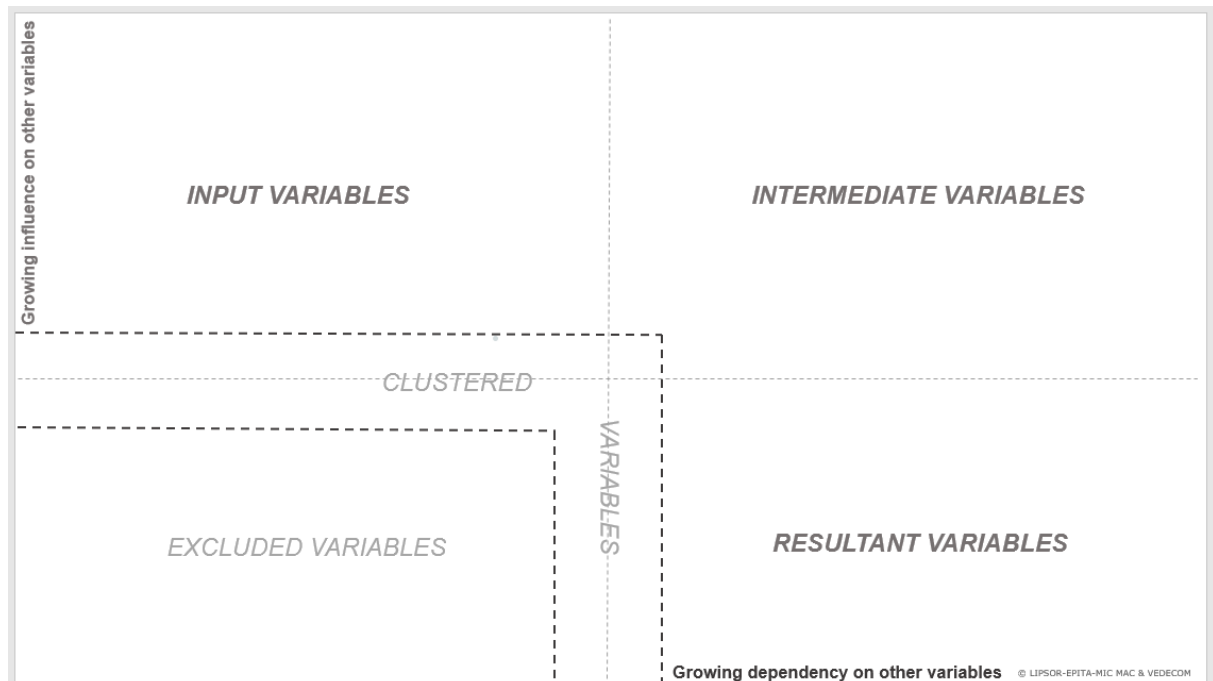 Growing influence on other variables
INPUT VARIABLES
INTERMEDIATE VARIABLES
CLUSTERED
VARIABLES
EXCLUDED VARIABLES
RESULTANT VARIABLES
Growing dependency on other variables
© LIPSOR-EPITA-MIC MAC & VEDECOM